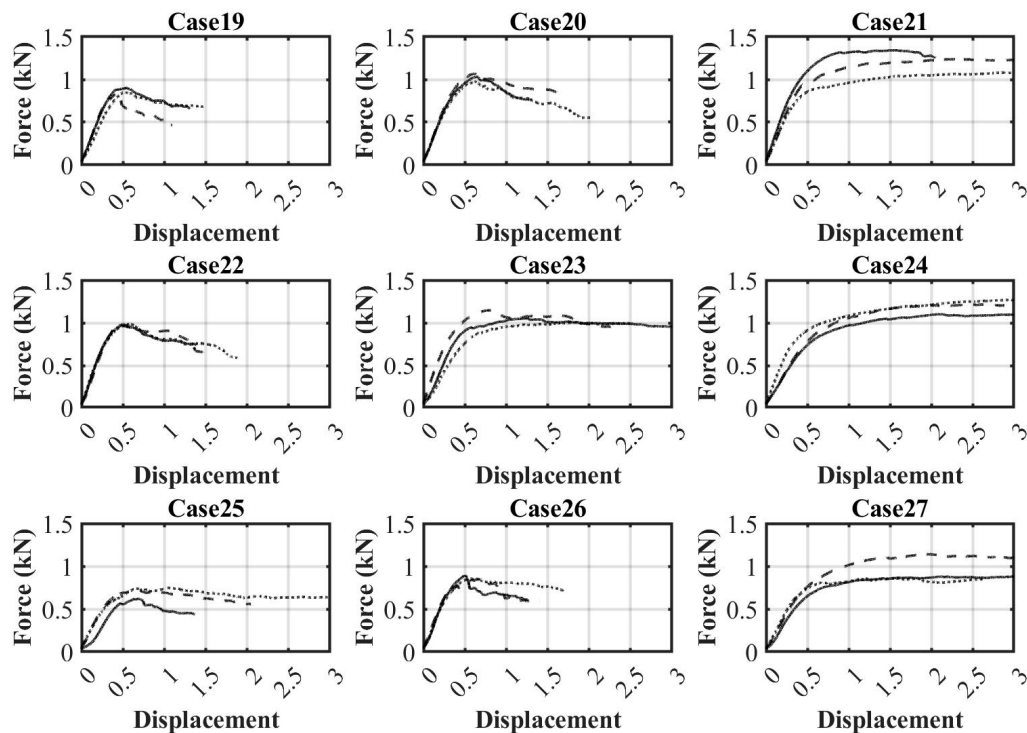 Case19 Case20 Case21
1.5 1.5 1.5
1 1 1
0.5 0.5 0.5
0 0 0
Force (kN) Force (kN) Force (kN)
0 0.5 1 1.5 2 2.5 3 0 0.5 1 1.5 2 2.5 3 0 0.5 1 1.5 2 2.5 3
Displacement Displacement Displacement
Case22 Case23 Case24
1.5 1.5 1.5
1 1 1
0.5 0.5 0.5
0 0 0
Force (kN) Force (kN) Force (kN)
0 0.5 1 1.5 2 2.5 3 0 0.5 1 1.5 2 2.5 3 0 0.5 1 1.5 2 2.5 3
Displacement Displacement Displacement
Case25 Case26 Case27
1.5 1.5 1.5
1 1 1
0.5 0.5 0.5
0 0 0
Force (kN) Force (kN) Force (kN)
0 0.5 1 1.5 2 2.5 3 0 0.5 1 1.5 2 2.5 3 0 0.5 1 1.5 2 2.5 3
Displacement Displacement Displacement